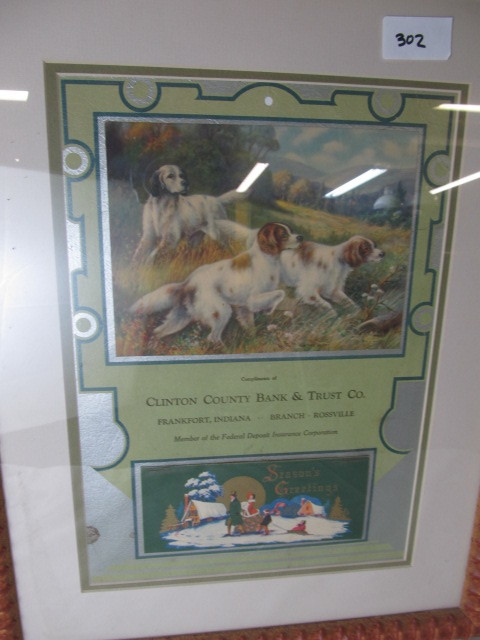 302
Compliments of
CLINTON COUNTY BANK & TRUST CO.
FRANKFORT, INDIANA - BRANCH - ROSSVILLE
Member of the Federal Deposit Insurance Corporation
Season's
Greetings